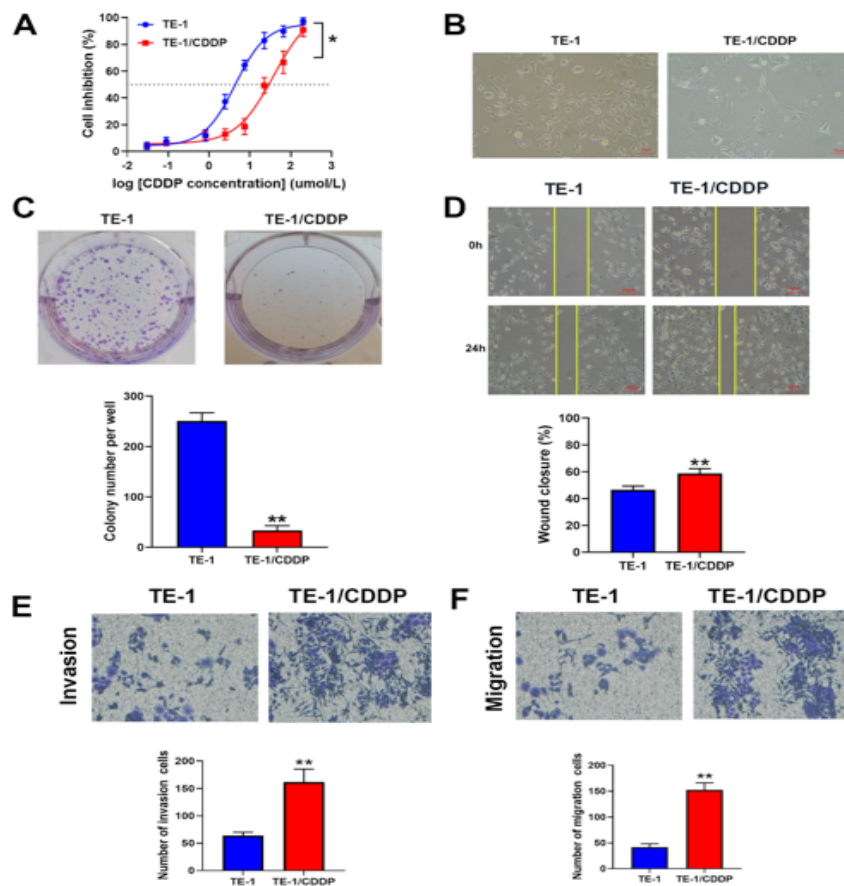 A
TE-1
TE-1/CDDP
*
Cell inhibition (%)
100
80
60
40
20
0
-2
-1
0
1
2
3
log [CDDP concentration] (umol/L)
B
TE-1
TE-1/CDDP
C
TE-1
TE-1/CDDP
Colony number per well
300
200
100
0
**
TE-1
TE-1/CDDP
D
TE-1
TE-1/CDDP
0h
24h
Wound closure (%)
100
80
60
40
20
0
**
TE-1
TE-1/CDDP
E
TE-1
TE-1/CDDP
Invasion
Number of invasion cells
200
150
100
50
0
**
TE-1
TE-1/CDDP
F
TE-1
TE-1/CDDP
Migration
Number of migration cells
200
150
100
50
0
**
TE-1
TE-1/CDDP